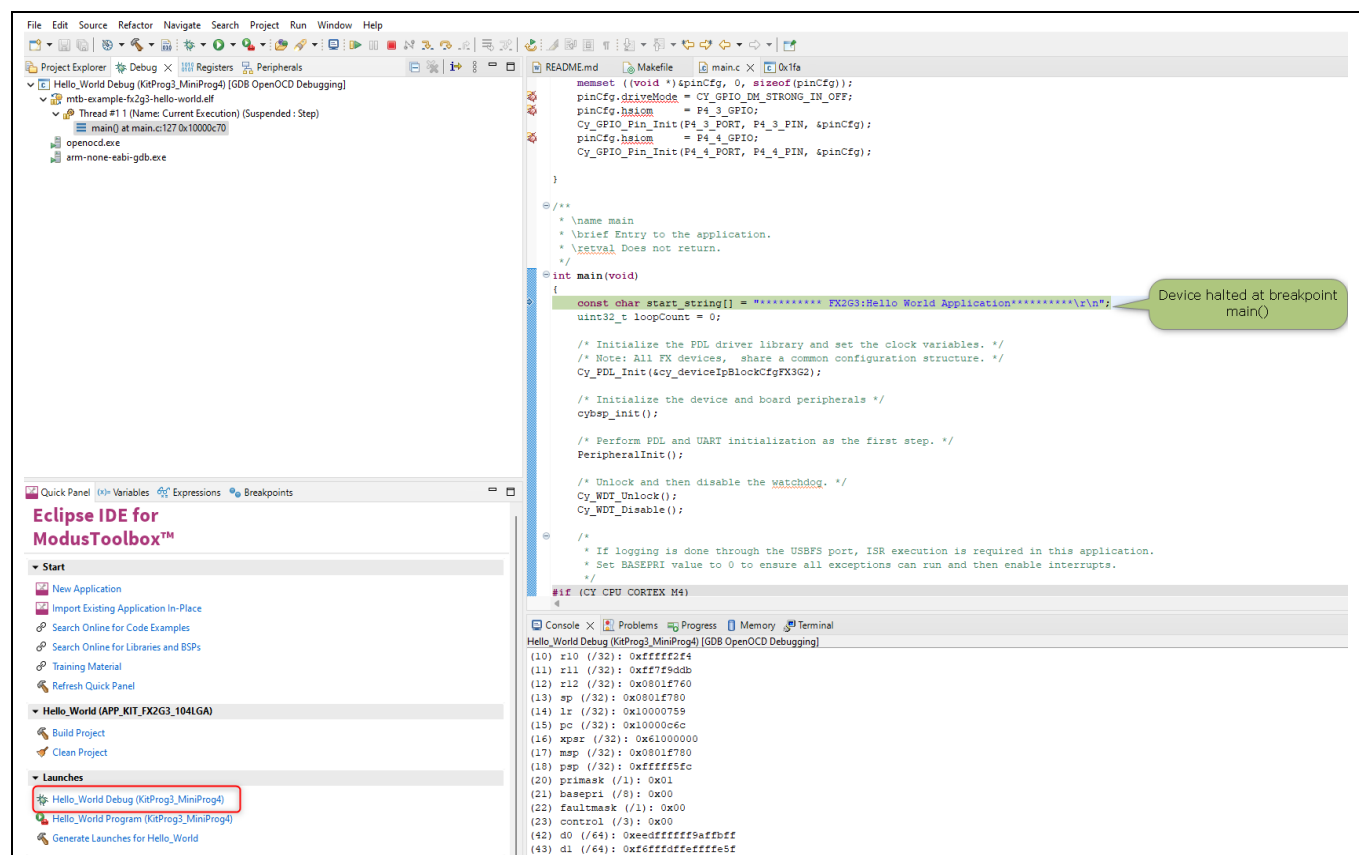 File Edit Source Refactor Navigate Search Project Run Window Help
Project Explorer Debug Registers Peripherals
Hello_World Debug (KitProg3_MiniProg4) [GDB OpenOCD Debugging]
mtb-example-fx2g3-hello-world.elf
Thread #1 1 (Name: Current Execution) (Suspended : Step)
main() at main.c:127 0x10000c70
openocd.exe
arm-none-eabi-gdb.exe
README.md Makefile main.c 0x1fa
memset ((void *)&pinCfg, 0, sizeof(pinCfg));
pinCfg.driveMode = CY_GPIO_DM_STRONG_IN_OFF;
pinCfg.hsiom = P4_3_GPIO;
Cy_GPIO_Pin_Init(P4_3_PORT, P4_3_PIN, &pinCfg);
pinCfg.hsiom = P4_4_GPIO;
Cy_GPIO_Pin_Init(P4_4_PORT, P4_4_PIN, &pinCfg);
}
/**
* \name main
* \brief Entry to the application.
* \retval Does not return.
*/
int main(void)
{
const char start_string[] = "********** FX2G3:Hello World Application**********\r\n";
Device halted at breakpoint
main()
uint32_t loopCount = 0;
/* Initialize the PDL driver library and set the clock variables. */
/* Note: All FX devices, share a common configuration structure. */
Cy_PDL_Init(&cy_deviceIpBlockCfgFX3G2);
/* Initialize the device and board peripherals */
cybsp_init();
/* Perform PDL and UART initialization as the first step. */
PeripheralInit();
/* Unlock and then disable the watchdog. */
Cy_WDT_Unlock();
Cy_WDT_Disable();
/*
* If logging is done through the USBFS port, ISR execution is required in this application.
* Set BASEPRI value to 0 to ensure all exceptions can run and then enable interrupts.
*/
#if (CY_CPU_CORTEX_M4)
Quick Panel (x)= Variables Expressions Breakpoints
Eclipse IDE for
ModusToolbox™
Start
New Application
Import Existing Application In-Place
Search Online for Code Examples
Search Online for Libraries and BSPs
Training Material
Refresh Quick Panel
Hello_World (APP_KIT_FX2G3_104LGA)
Build Project
Clean Project
Launches
Hello_World Debug (KitProg3_MiniProg4)
Hello_World Program (KitProg3_MiniProg4)
Generate Launches for Hello_World
Console Problems Progress Memory Terminal
Hello_World Debug (KitProg3_MiniProg4) [GDB OpenOCD Debugging]
(10) r10 (/32): 0xfffff2f4
(11) r11 (/32): 0xff7f9ddb
(12) r12 (/32): 0x0801f760
(13) sp (/32): 0x0801f780
(14) lr (/32): 0x10000759
(15) pc (/32): 0x10000c6c
(16) xpsr (/32): 0x61000000
(17) msp (/32): 0x0801f780
(18) psp (/32): 0xfffff5fc
(20) primask (/1): 0x01
(21) basepri (/8): 0x00
(22) faultmask (/1): 0x00
(23) control (/3): 0x00
(42) d0 (/64): 0xeedffffff9affbff
(43) d1 (/64): 0xf6fffdffeffffe5f